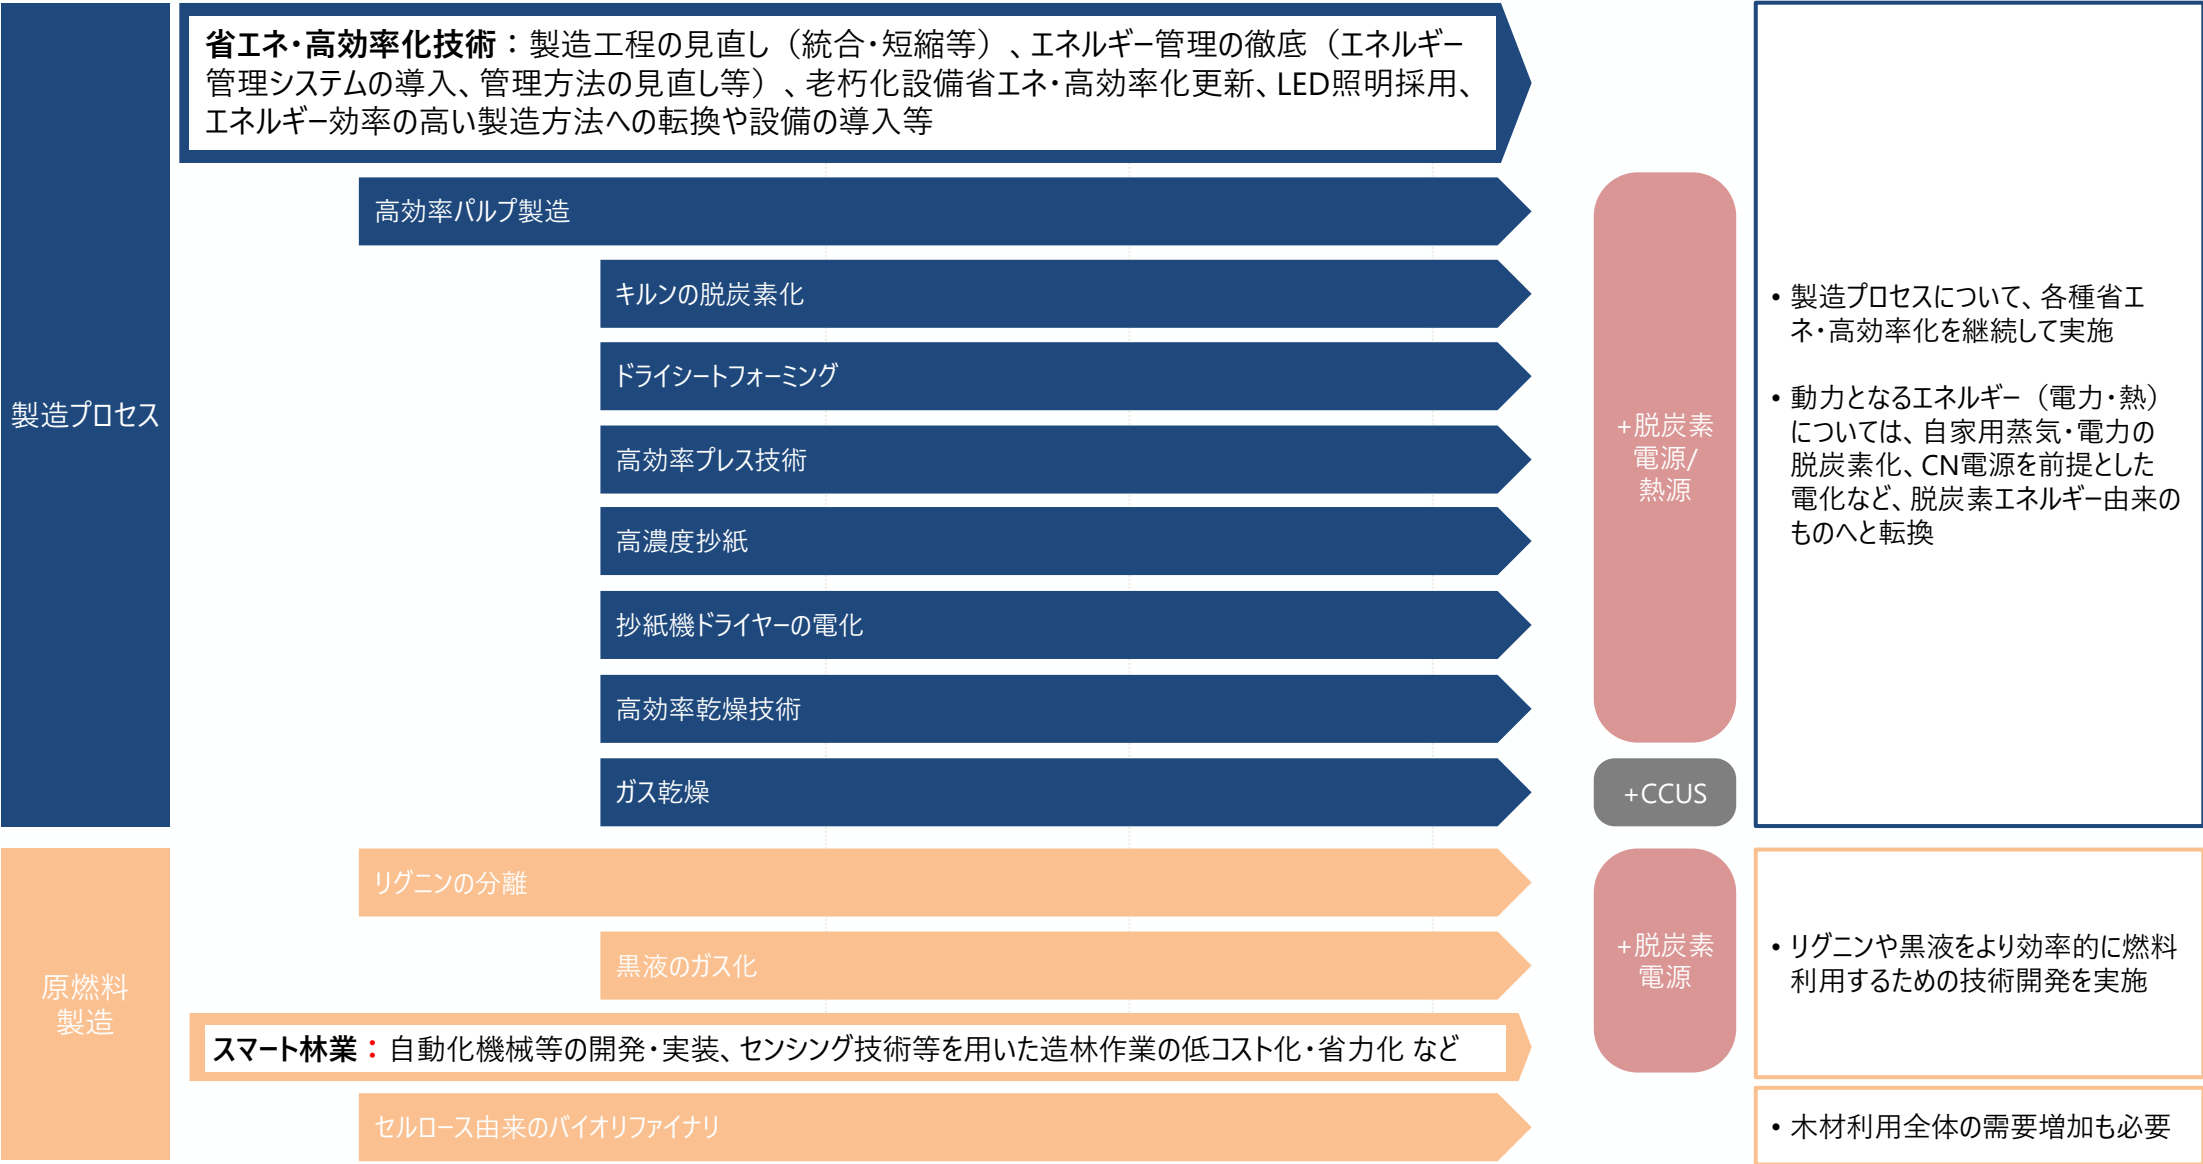 省エネ・高効率化技術：製造工程の見直し（統合・短縮等）、エネルギー管理の徹底（エネルギー
管理システムの導入、管理方法の見直し等）、老朽化設備省エネ・高効率化更新、LED照明採用、
エネルギー効率の高い製造方法への転換や設備の導入等
製造プロセス
高効率パルプ製造
キルンの脱炭素化
ドライシートフォーミング
高効率プレス技術
高濃度抄紙
抄紙機ドライヤーの電化
高効率乾燥技術
ガス乾燥
+脱炭素
電源/
熱源
+CCUS
• 製造プロセスについて、各種省エ
ネ・高効率化を継続して実施
• 動力となるエネルギー（電力・熱）
については、自家用蒸気・電力の
脱炭素化、CN電源を前提とした
電化など、脱炭素エネルギー由来の
ものへと転換
原燃料
製造
リグニンの分離
黒液のガス化
スマート林業：自動化機械等の開発・実装、センシング技術等を用いた造林作業の低コスト化・省力化 など
セルロース由来のバイオリファイナリ
+脱炭素
電源
• リグニンや黒液をより効率的に燃料
利用するための技術開発を実施
• 木材利用全体の需要増加も必要